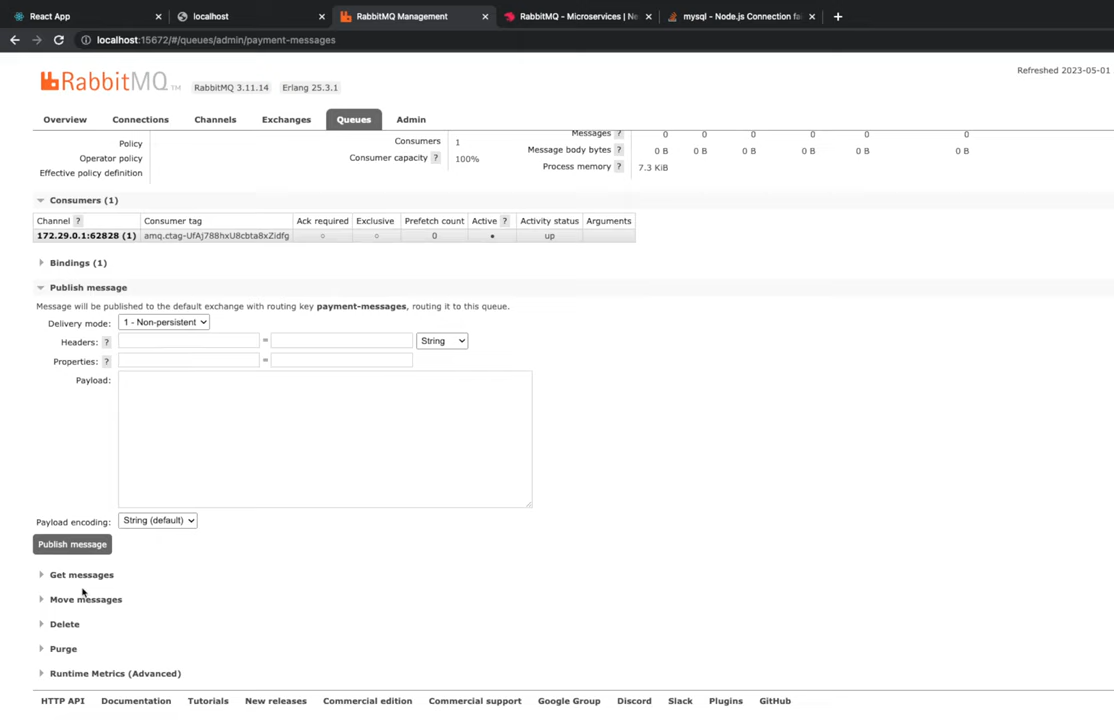 React App × localhost × RabbitMQ Management × RabbitMQ - Microservices | Ne × mysql - Node.js Connection fa × +
localhost:15672/#/queues/admin/payment-messages
Refreshed 2023-05-01
RabbitMQ TM RabbitMQ 3.11.14 Erlang 25.3.1
Overview Connections Channels Exchanges Queues Admin
Policy
Operator policy
Effective policy definition
Consumers 1
Consumer capacity ? 100%
Messages ? 0 0 0 0 0 0
Message body bytes ? 0 B 0 B 0 B 0 B 0 B 0 B
Process memory ? 7.3 KiB
Consumers (1)
Channel ? Consumer tag Ack required Exclusive Prefetch count Active ? Activity status Arguments
172.29.0.1:62828 (1) amq.ctag-UfAj788hxU8cbta8xZidfg ○ ○ 0 ● up
Bindings (1)
Publish message
Message will be published to the default exchange with routing key payment-messages, routing it to this queue.
Delivery mode: 1 - Non-persistent
Headers: ? = String
Properties: ? =
Payload:
Payload encoding: String (default)
Publish message
Get messages
Move messages
Delete
Purge
Runtime Metrics (Advanced)
HTTP API Documentation Tutorials New releases Commercial edition Commercial support Google Group Discord Slack Plugins GitHub